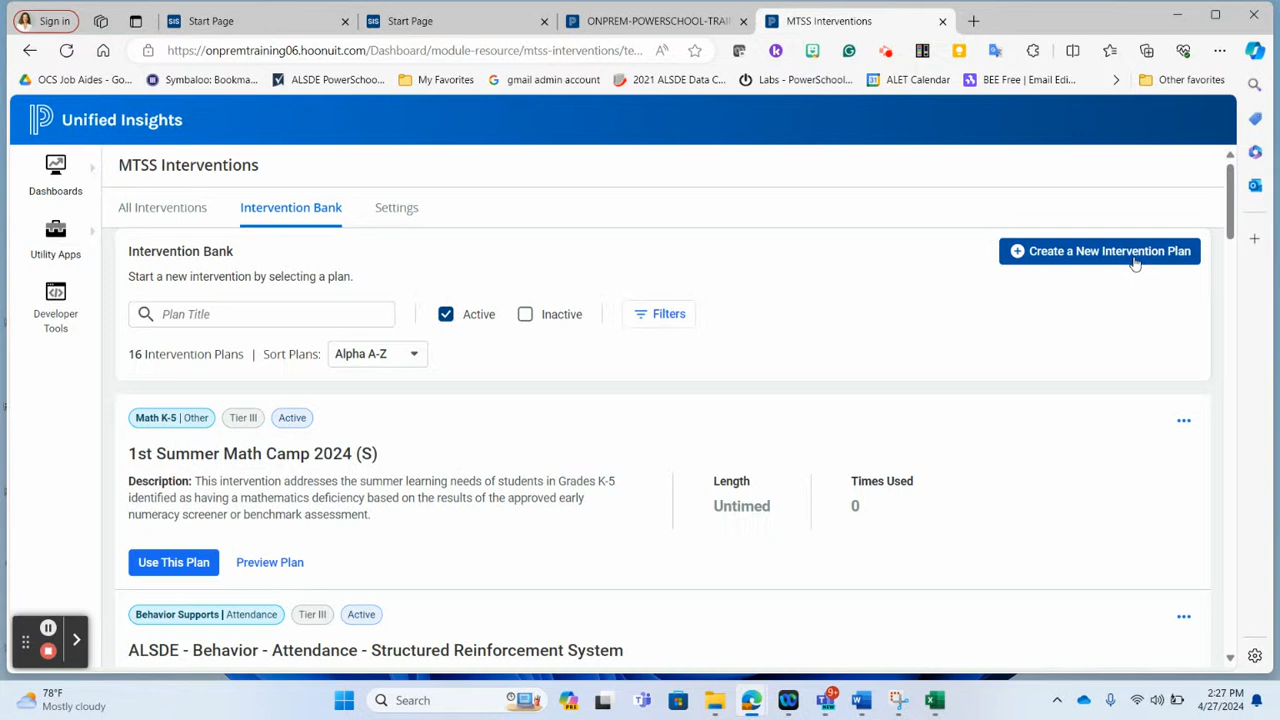 Sign in
Start Page
Start Page
ONPREM-POWERSCHOOL-TRAI
MTSS Interventions
https://onpremtraining06.hoonuit.com/Dashboard/module-resource/mtss-interventions/te...
OCS Job Aides - Go...
Symbaloo: Bookma...
ALSDE PowerSchoo...
My Favorites
gmail admin account
2021 ALSDE Data C...
Labs - PowerSchool...
ALET Calendar
BEE Free | Email Edi...
Other favorites
Unified Insights
Dashboards
Utility Apps
Developer
Tools
MTSS Interventions
All Interventions
Intervention Bank
Settings
Intervention Bank
Create a New Intervention Plan
Start a new intervention by selecting a plan.
Plan Title
Active
Inactive
Filters
16 Intervention Plans | Sort Plans: Alpha A-Z
Math K-5 | Other
Tier III
Active
1st Summer Math Camp 2024 (S)
Description: This intervention addresses the summer learning needs of students in Grades K-5
identified as having a mathematics deficiency based on the results of the approved early
numeracy screener or benchmark assessment.
Length
Untimed
Times Used
0
Use This Plan
Preview Plan
Behavior Supports | Attendance
Tier III
Active
ALSDE - Behavior - Attendance - Structured Reinforcement System
78°F
Mostly cloudy
Search
9+
2:27 PM
4/27/2024